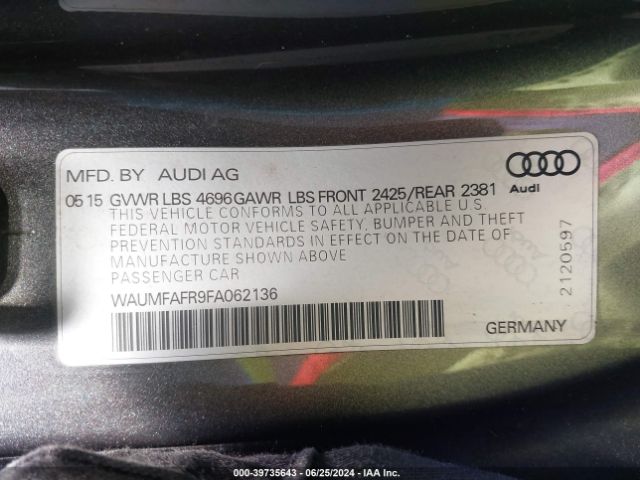 MFD. BY AUDI AG
Audi
05 15 GVWR LBS 4696GAWR LBS FRONT 2425/REAR 2381
THIS VEHICLE CONFORMS TO ALL APPLICABLE U.S.
FEDERAL MOTOR VEHICLE SAFETY, BUMPER AND THEFT
PREVENTION STANDARDS IN EFFECT ON THE DATE OF
MANUFACTURE SHOWN ABOVE
PASSENGER CAR
WAUMFAFR9FA062136
2120597
GERMANY
000-39735643 - 06/25/2024 - IAA Inc.